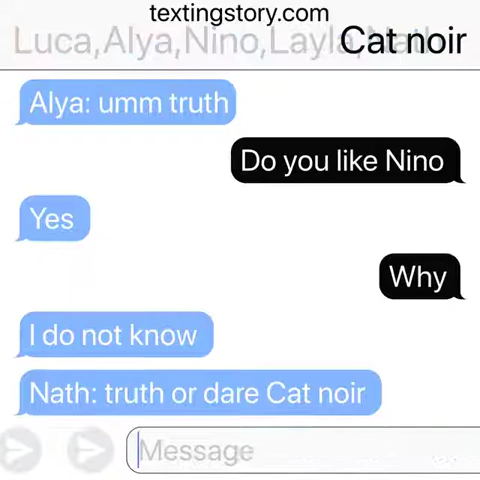 textingstory.com
Luca,Alya,Nino,Layla,Nath
Cat noir
Alya: umm truth
Do you like Nino
Yes
Why
I do not know
Nath: truth or dare Cat noir
Message